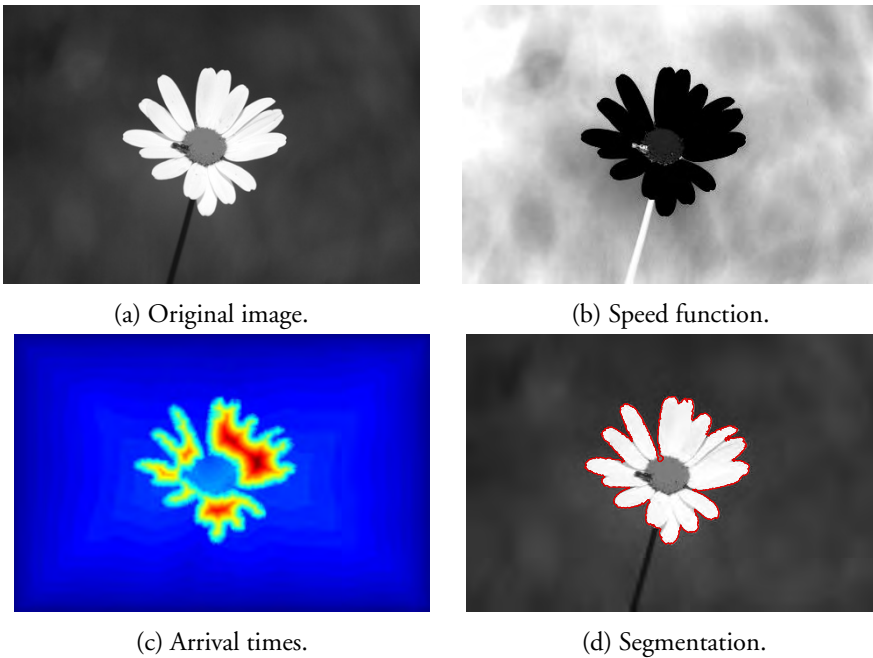 (a) Original image.
(b) Speed function.
(c) Arrival times.
(d) Segmentation.